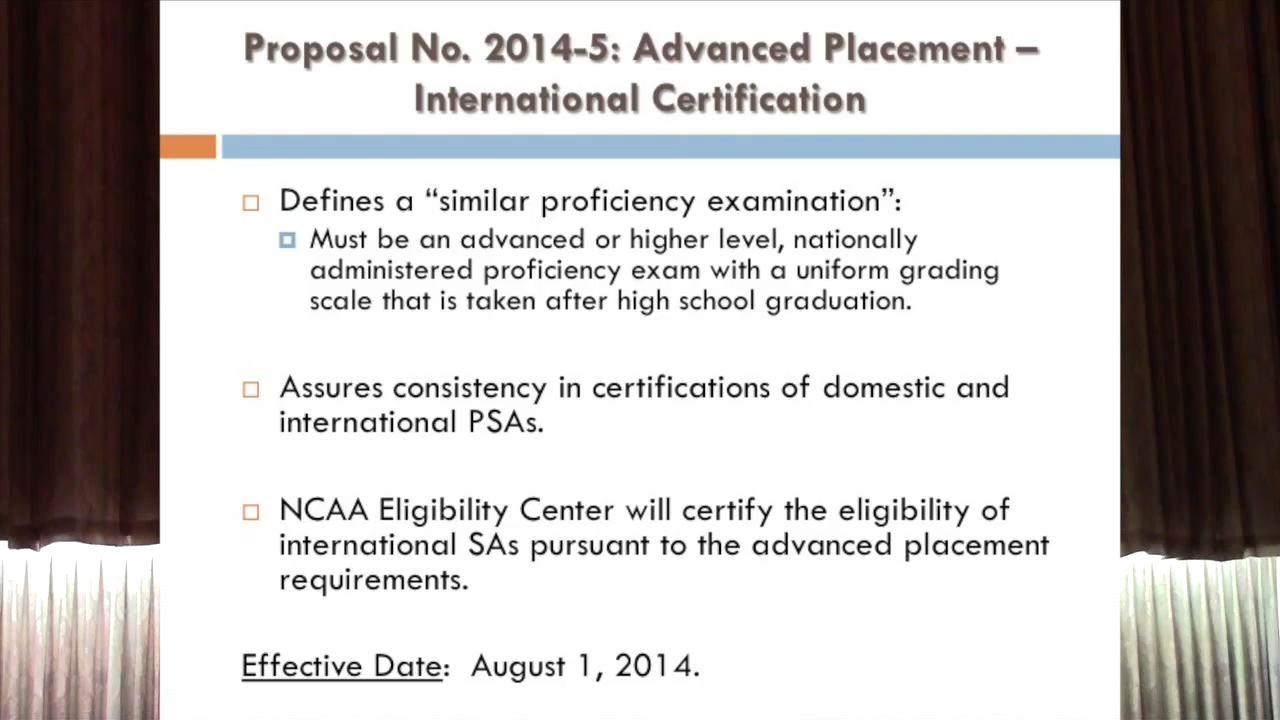 Proposal No. 2014-5: Advanced Placement –
International Certification
Defines a “similar proficiency examination”:
Must be an advanced or higher level, nationally
administered proficiency exam with a uniform grading
scale that is taken after high school graduation.
Assures consistency in certifications of domestic and
international PSAs.
NCAA Eligibility Center will certify the eligibility of
international SAs pursuant to the advanced placement
requirements.
Effective Date: August 1, 2014.